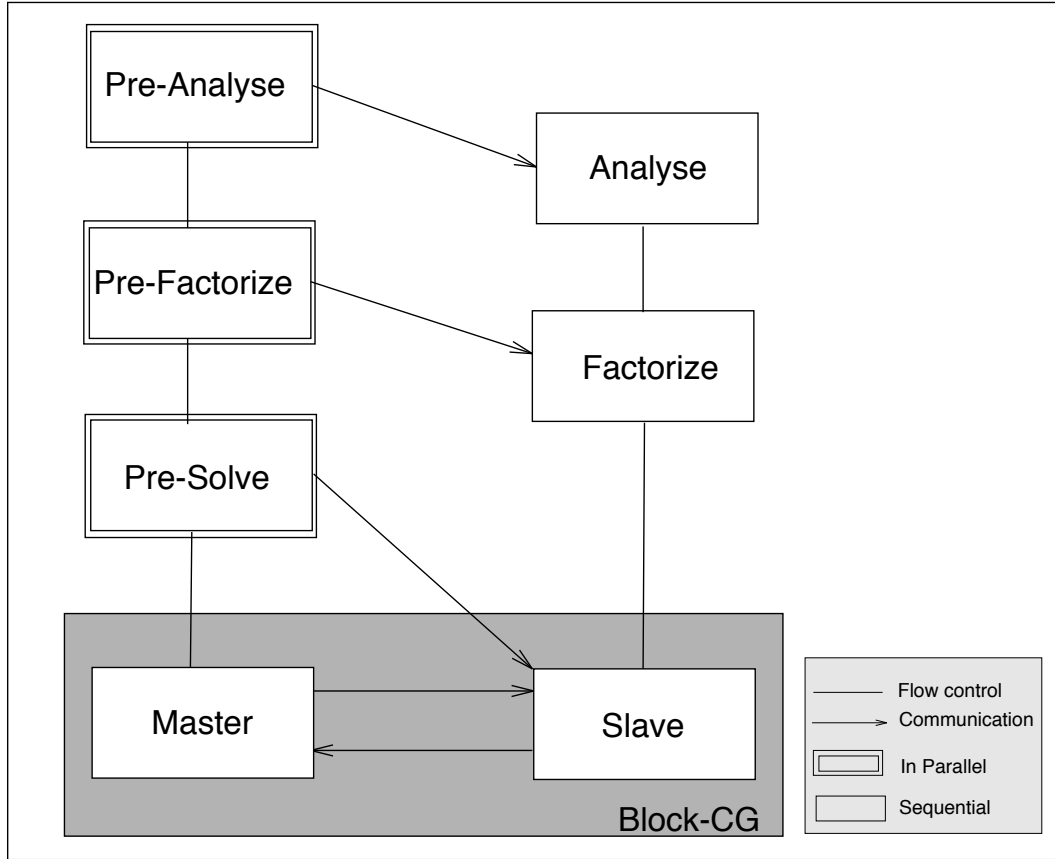 Pre-Analyse
Analyse
Pre-Factorize
Factorize
Pre-Solve
Master
Slave
Block-CG
Flow control
Communication
In Parallel
Sequential